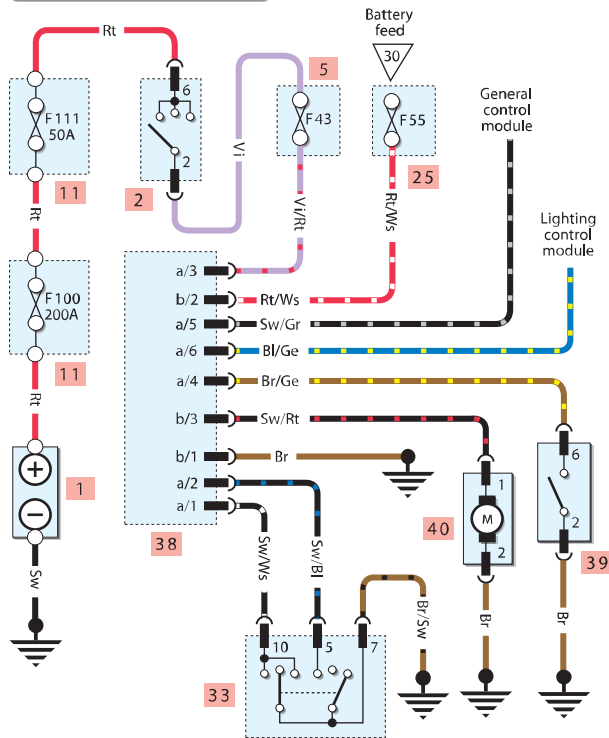 Rt
Battery
feed
30
5
General
control
module
6
F111
50A
F43
F55
2
2
11
Vi
25
Rt
Vi/Rt
Rt/Ws
Lighting
control
module
a/3
b/2
Rt/Ws
F100
200A
a/5
Sw/Gr
a/6
Bl/Ge
11
a/4
Br/Ge
Rt
b/3
Sw/Rt
+
1
b/1
Br
6
a/2
1
−
a/1
M
40
38
2
2
39
Sw
Sw/Ws
Sw/Bl
Br/Sw
Br
Br
10
5
7
33